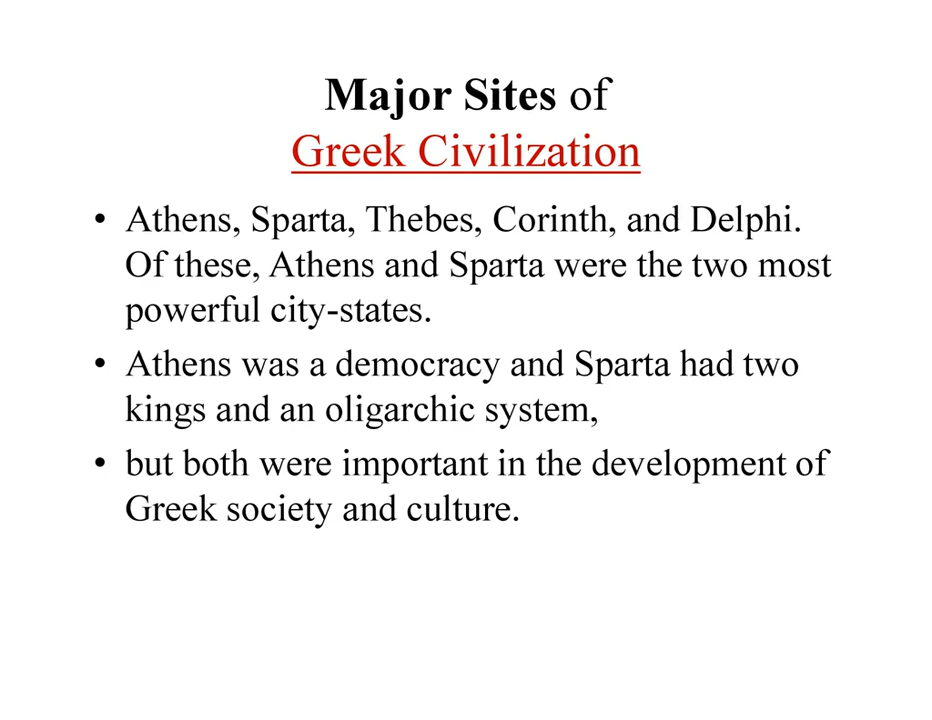 Major Sites of
Greek Civilization
• Athens, Sparta, Thebes, Corinth, and Delphi.
Of these, Athens and Sparta were the two most
powerful city-states.
• Athens was a democracy and Sparta had two
kings and an oligarchic system,
• but both were important in the development of
Greek society and culture.